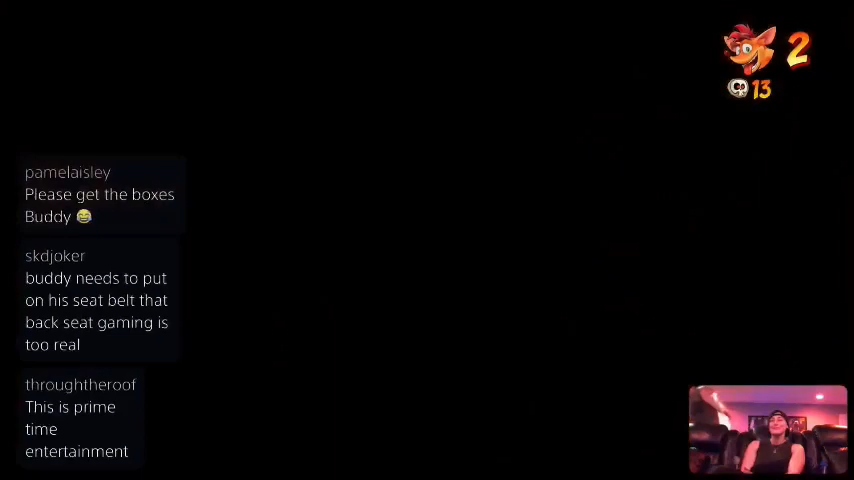 2
13
pamelaisley
Please get the boxes
Buddy 😂
skdjoker
buddy needs to put
on his seat belt that
back seat gaming is
too real
throughtheroof
This is prime
time
entertainment